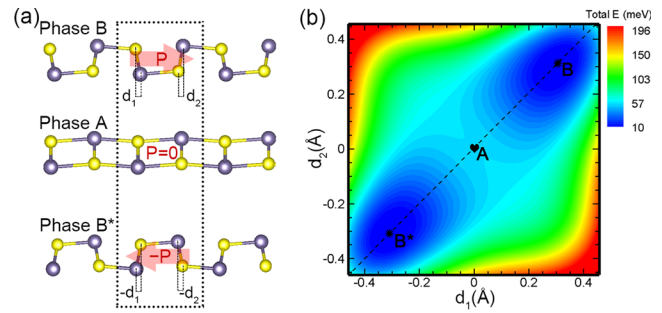 (a)
Phase B
P
d₁
d₂
Phase A
P=0
Phase B*
-P
-d₁
-d₂
(b)
Total E (meV)
196
150
103
57
10
d₂(Å)
0.4
0.2
0
-0.2
-0.4
B
A
B*
-0.4
-0.2
0
0.2
0.4
d₁(Å)